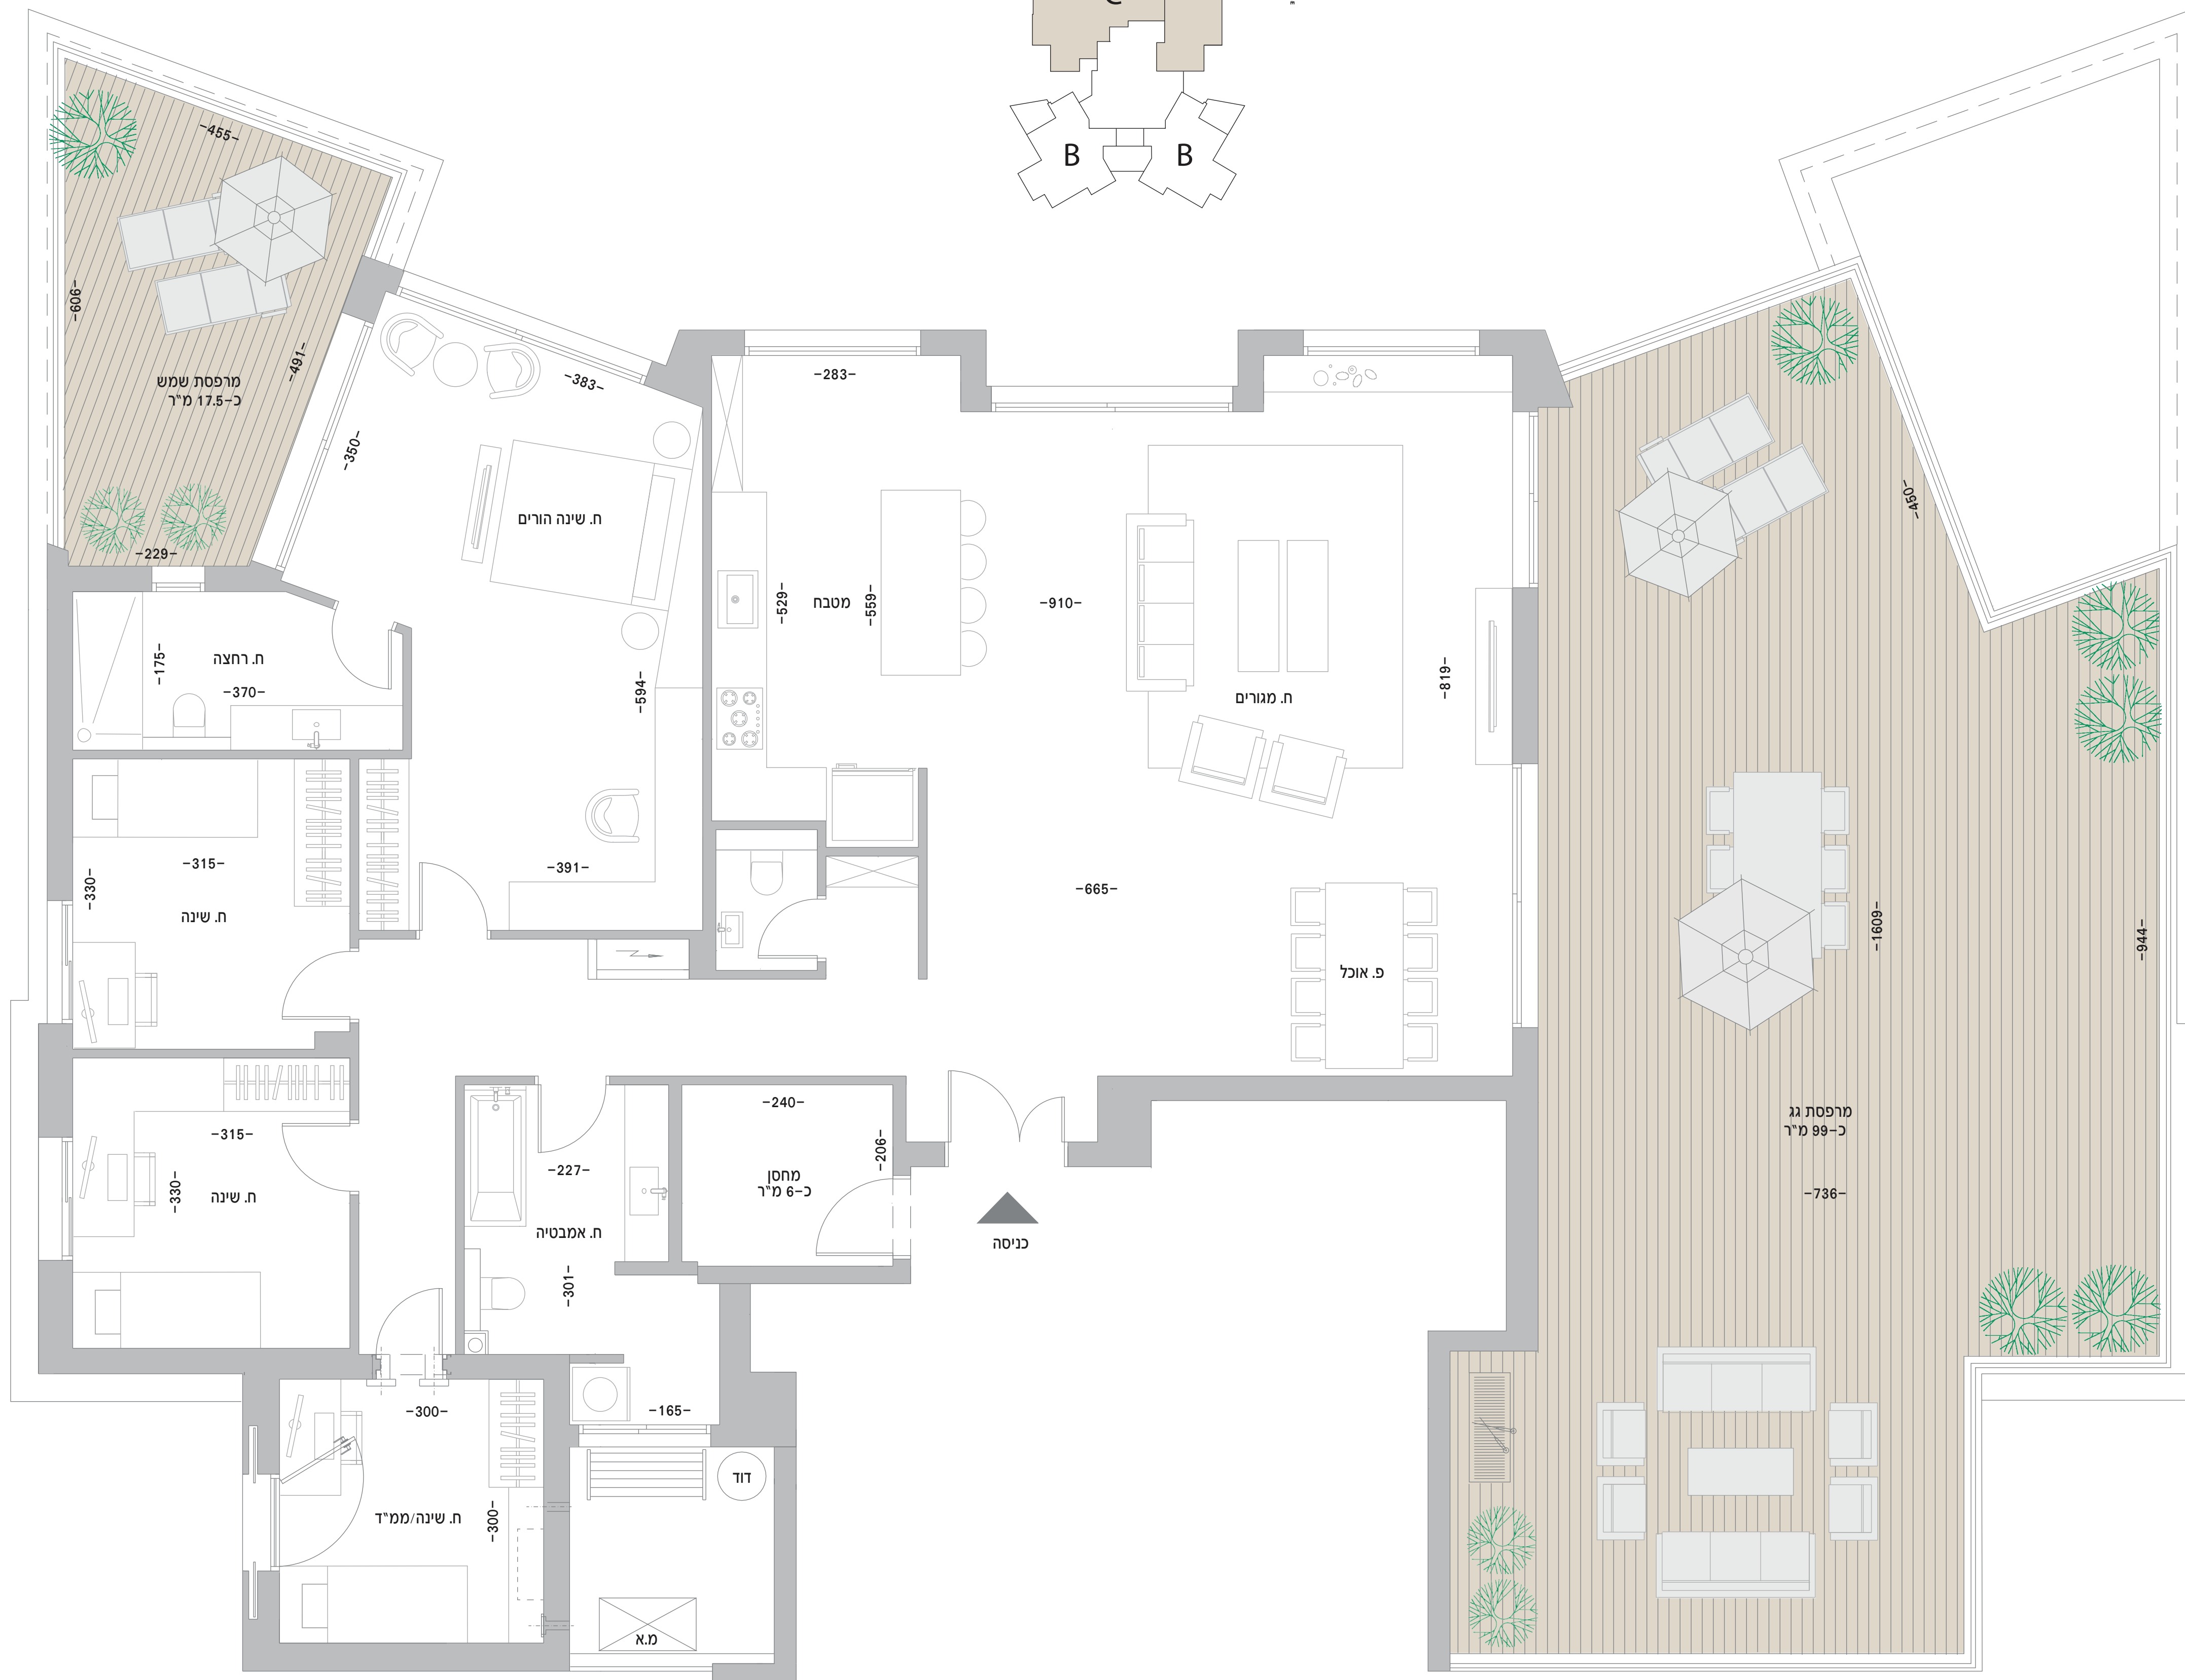 C
B
B
-455-
-606-
-491-
מרפסת שמש
כ-17.5 מ"ר
-229-
-383-
-350-
ח. שינה הורים
-594-
-391-
ח. רחצה
-175-
-370-
-283-
-529-
מטבח
-559-
-910-
ח. מגורים
-819-
-665-
פ. אוכל
-450-
-1609-
-944-
מרפסת גג
כ-99 מ"ר
-736-
-315-
-330-
ח. שינה
-315-
-330-
ח. שינה
-227-
ח. אמבטיה
-301-
-240-
-206-
מחסן
כ-6 מ"ר
כניסה
-300-
ח. שינה/ממ"ד
-300-
-165-
דוד
מ.א